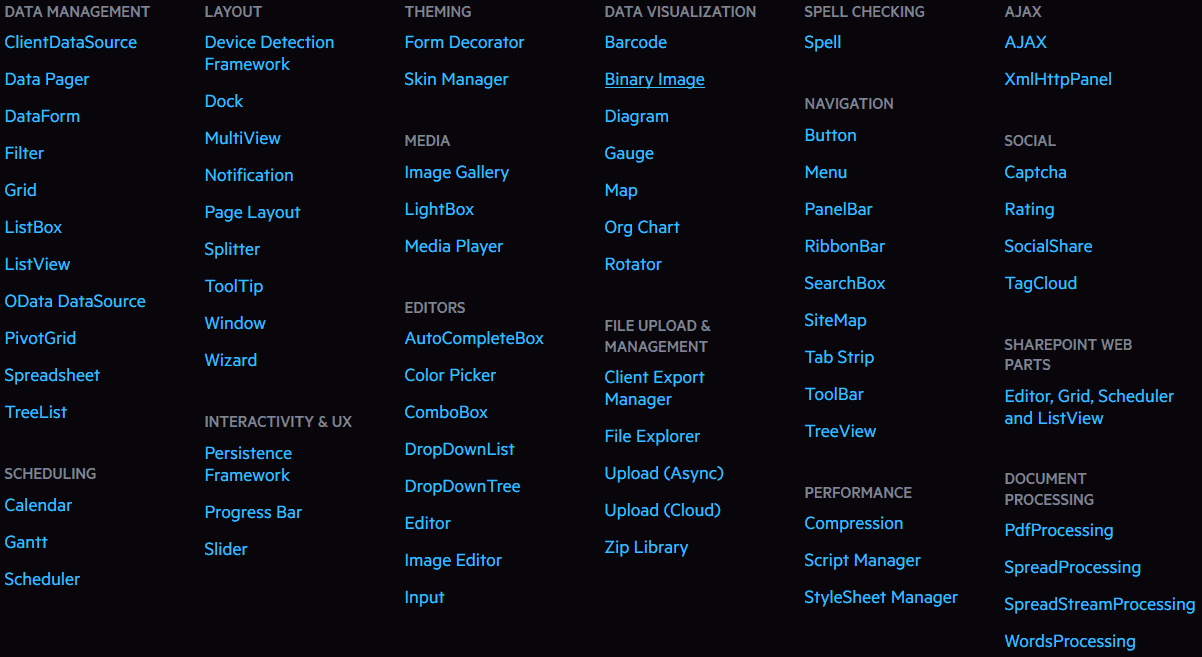 DATA MANAGEMENT
ClientDataSource
Data Pager
DataForm
Filter
Grid
ListBox
ListView
OData DataSource
PivotGrid
Spreadsheet
TreeList
SCHEDULING
Calendar
Gantt
Scheduler
LAYOUT
Device Detection
Framework
Dock
MultiView
Notification
Page Layout
Splitter
ToolTip
Window
Wizard
INTERACTIVITY & UX
Persistence
Framework
Progress Bar
Slider
THEMING
Form Decorator
Skin Manager
MEDIA
Image Gallery
LightBox
Media Player
EDITORS
AutoCompleteBox
Color Picker
ComboBox
DropDownList
DropDownTree
Editor
Image Editor
Input
DATA VISUALIZATION
Barcode
Binary Image
Diagram
Gauge
Map
Org Chart
Rotator
FILE UPLOAD &
MANAGEMENT
Client Export
Manager
File Explorer
Upload (Async)
Upload (Cloud)
Zip Library
SPELL CHECKING
Spell
NAVIGATION
Button
Menu
PanelBar
RibbonBar
SearchBox
SiteMap
Tab Strip
ToolBar
TreeView
PERFORMANCE
Compression
Script Manager
StyleSheet Manager
AJAX
AJAX
XmlHttpPanel
SOCIAL
Captcha
Rating
SocialShare
TagCloud
SHAREPOINT WEB
PARTS
Editor, Grid, Scheduler
and ListView
DOCUMENT
PROCESSING
PdfProcessing
SpreadProcessing
SpreadStreamProcessing
WordsProcessing